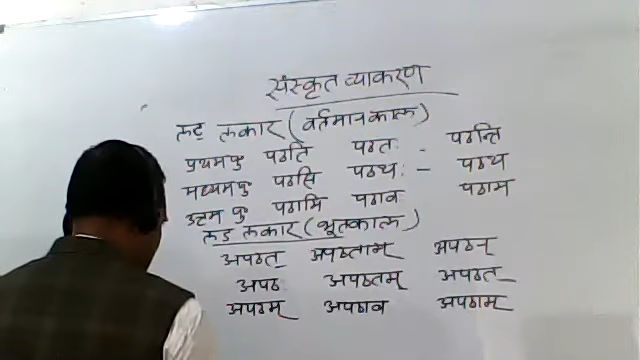 संस्कृत व्याकरण
लट् लकार (वर्तमानकाल)
प्रथमपु पठति पठतः - पठन्ति
मध्यमपु पठसि पठथः - पठथ
उत्तम पु पठामि पठाव पठाम
लङ लकार (भूतकाल)
अपठत् अपठताम् अपठन्
अपठः अपठतम् अपठत
अपठम् अपठाव अपठाम्